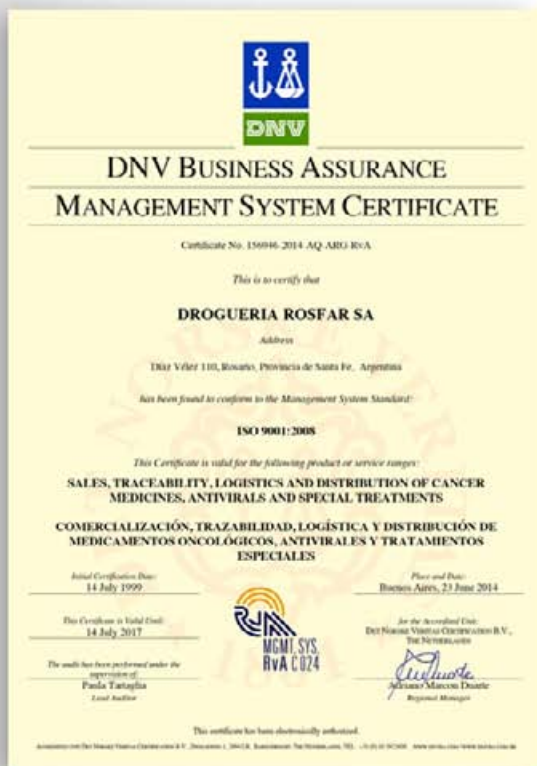 DNV
DNV BUSINESS ASSURANCE
MANAGEMENT SYSTEM CERTIFICATE
Certificate No. 156946-2014-AQ-ARG-RvA
This is to certify that
DROGUERIA ROSFAR SA
Address
Díaz Vélez 110, Rosario, Provincia de Santa Fe, Argentina
has been found to conform to the Management System Standard:
ISO 9001:2008
This Certificate is valid for the following product or service ranges:
SALES, TRACEABILITY, LOGISTICS AND DISTRIBUTION OF CANCER
MEDICINES, ANTIVIRALS AND SPECIAL TREATMENTS
COMERCIALIZACIÓN, TRAZABILIDAD, LOGÍSTICA Y DISTRIBUCIÓN DE
MEDICAMENTOS ONCOLÓGICOS, ANTIVIRALES Y TRATAMIENTOS
ESPECIALES
Initial Certification Date:
14 July 1999
Place and Date:
Buenos Aires, 23 June 2014
This Certificate is Valid Until:
14 July 2017
for the Accredited Unit:
DET NORSKE VERITAS CERTIFICATION B.V.,
THE NETHERLANDS
RvA
MGMT. SYS.
RvA C 024
The audit has been performed under the
supervision of:
Paula Tartaglia
Lead Auditor
Adriano Marcon Duarte
Regional Manager
This certificate has been electronically authorized.